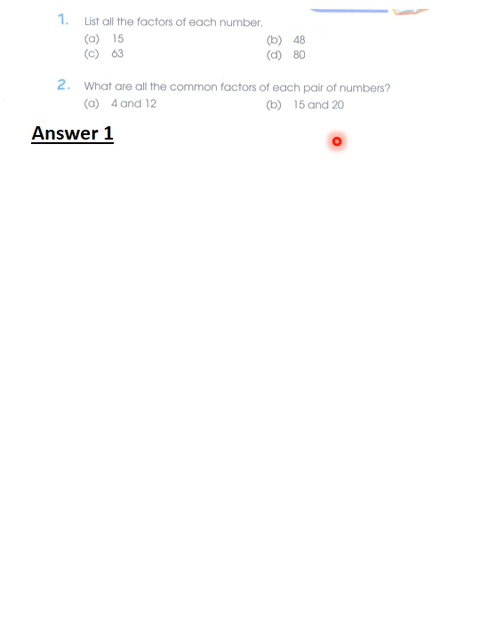 1. List all the factors of each number.
(a) 15 (b) 48
(c) 63 (d) 80
2. What are all the common factors of each pair of numbers?
(a) 4 and 12 (b) 15 and 20
Answer 1